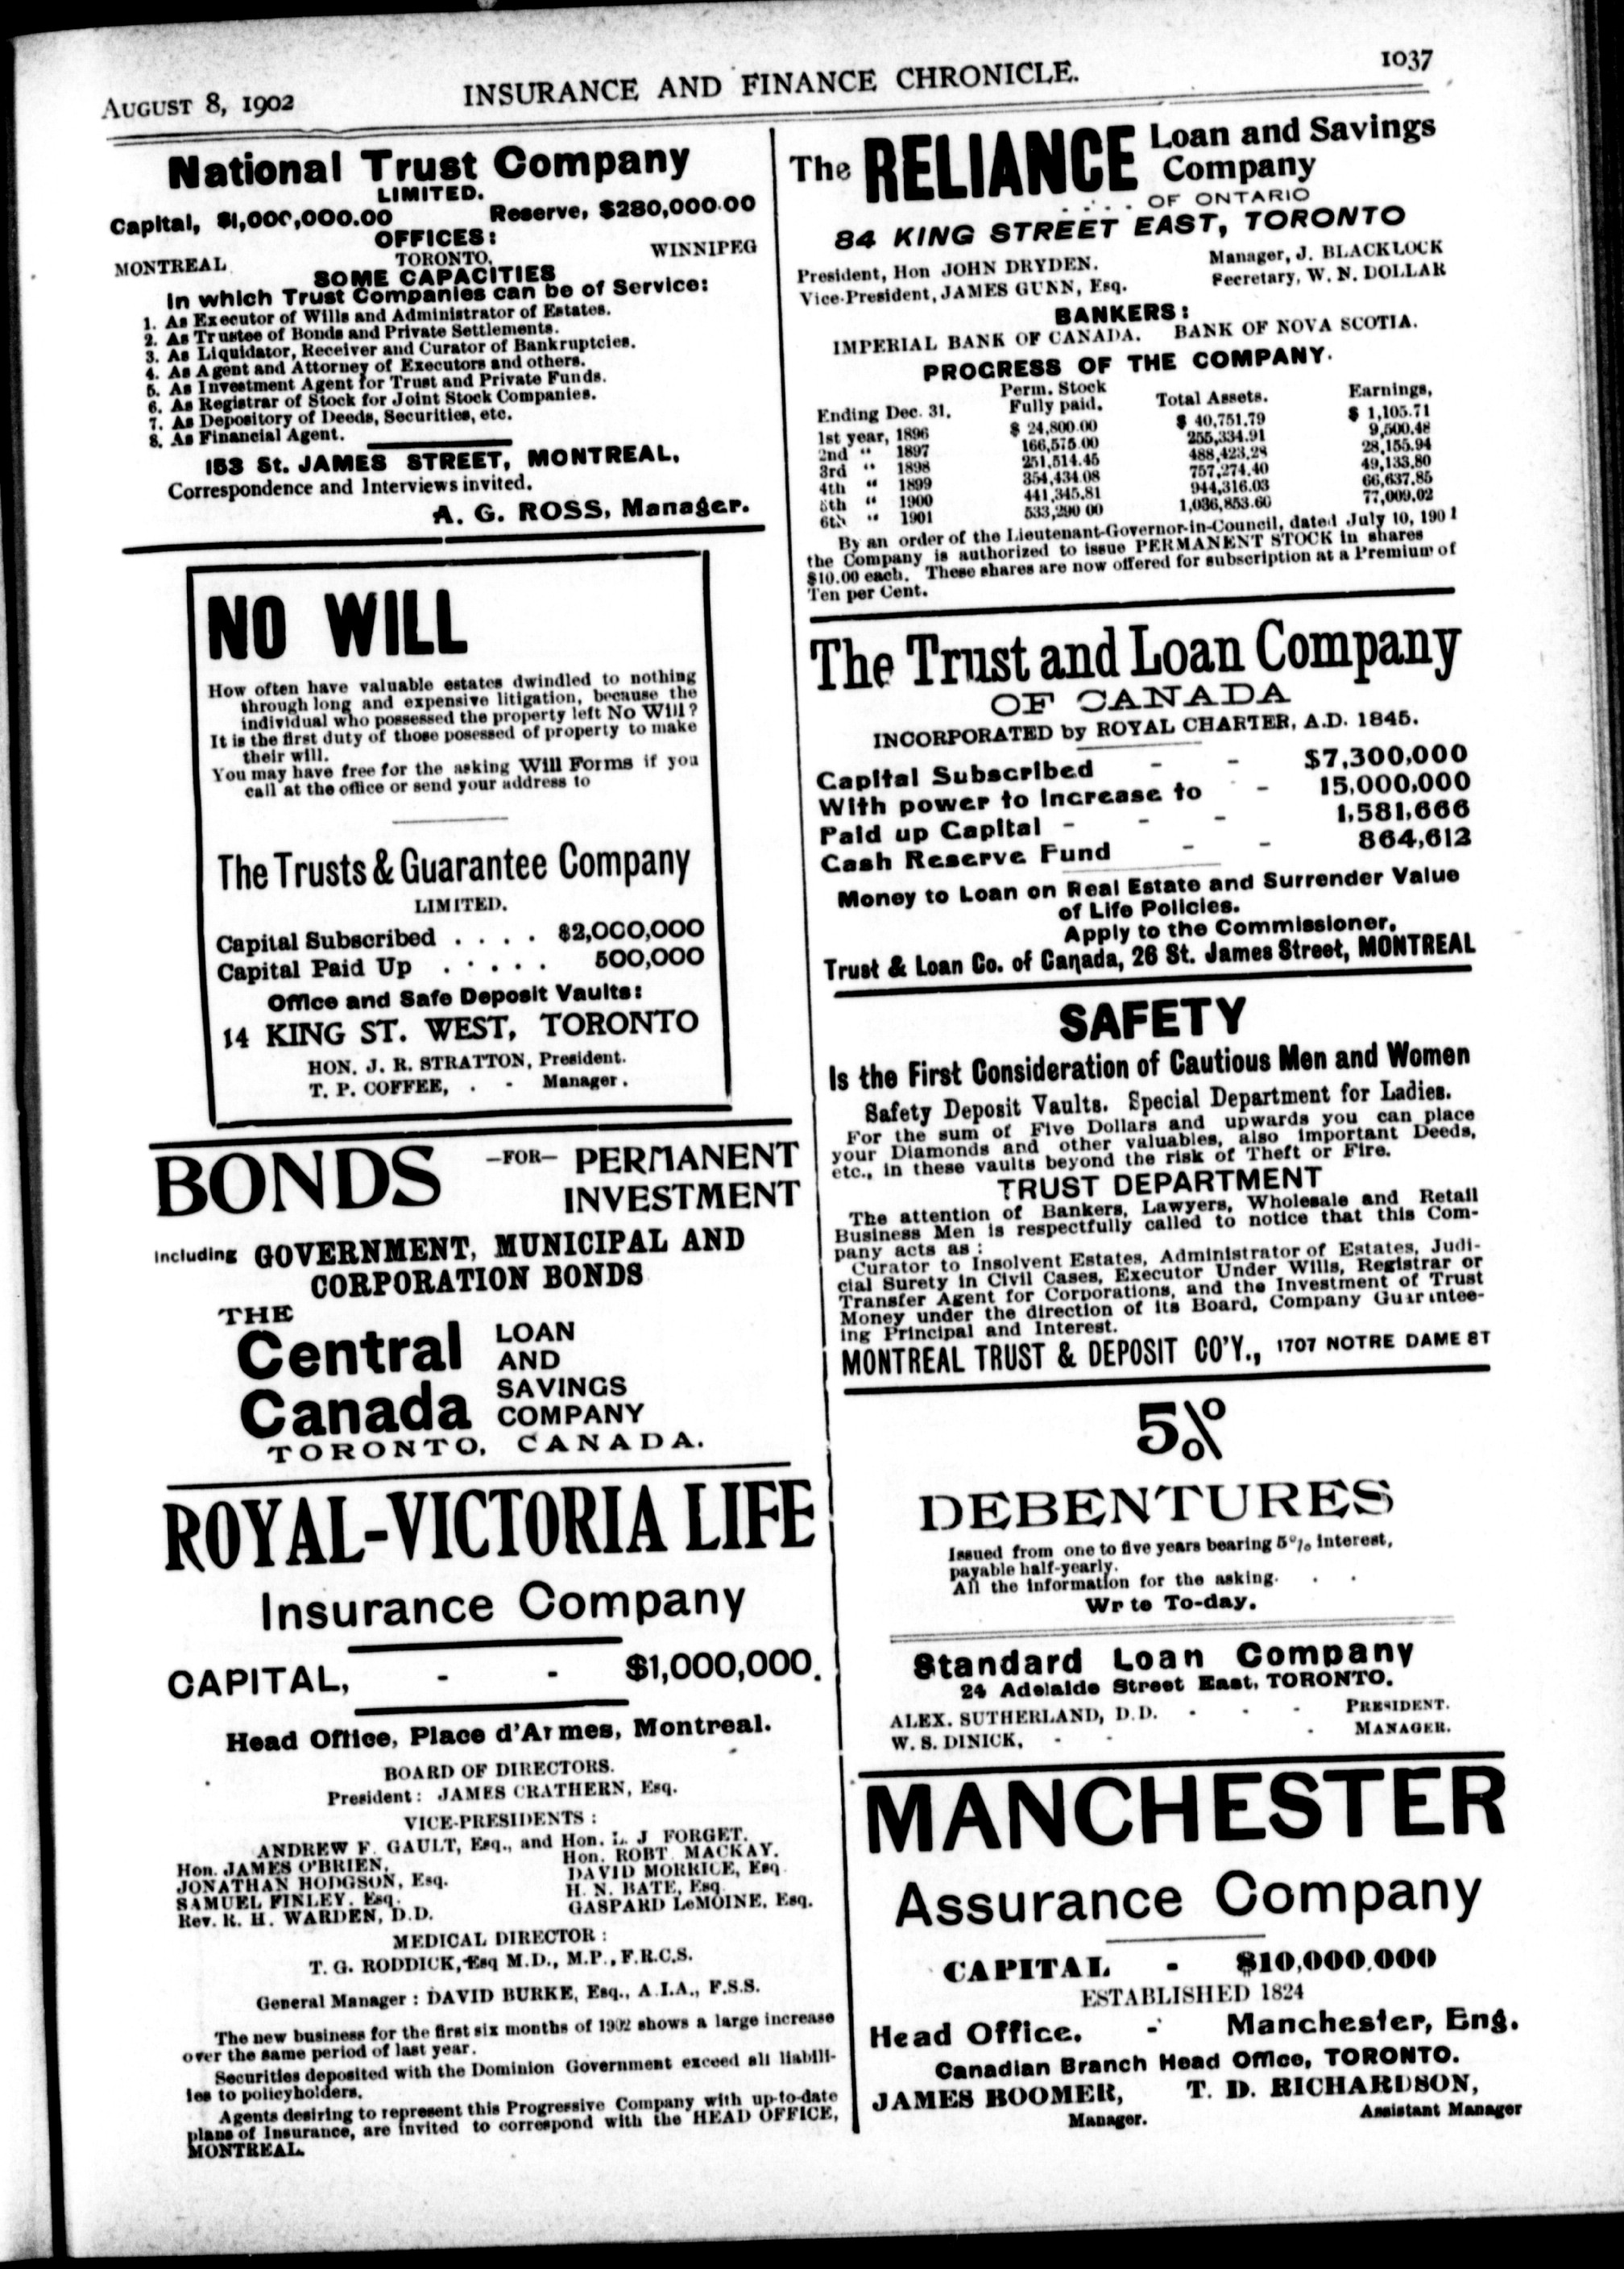 AUGUST 8, 1902
INSURANCE AND FINANCE CHRONICLE.
1037
National Trust Company
LIMITED.
Capital, $1,000,000.00 Reserve, $280,000.00
OFFICES:
MONTREAL TORONTO, WINNIPEG
SOME CAPACITIES
In which Trust Companies can be of Service:
1. As Executor of Wills and Administrator of Estates.
2. As Trustee of Bonds and Private Settlements.
3. As Liquidator, Receiver and Curator of Bankruptcies.
4. As Agent and Attorney of Executors and others.
5. As Investment Agent for Trust and Private Funds.
6. As Registrar of Stock for Joint Stock Companies.
7. As Depository of Deeds, Securities, etc.
8. As Financial Agent.
153 St. JAMES STREET, MONTREAL,
Correspondence and Interviews invited.
A. G. ROSS, Manager.
NO WILL
How often have valuable estates dwindled to nothing
through long and expensive litigation, because the
individual who possessed the property left No Will?
It is the first duty of those posessed of property to make
their will.
You may have free for the asking Will Forms if you
call at the office or send your address to
The Trusts & Guarantee Company
LIMITED.
Capital Subscribed . . . . $2,000,000
Capital Paid Up . . . . . 500,000
Office and Safe Deposit Vaults:
14 KING ST. WEST, TORONTO
HON. J. R. STRATTON, President.
T. P. COFFEE, . - Manager.
BONDS —FOR— PERMANENT
INVESTMENT
Including GOVERNMENT, MUNICIPAL AND
CORPORATION BONDS
THE
Central
Canada
LOAN
AND
SAVINGS
COMPANY
TORONTO, CANADA.
ROYAL-VICTORIA LIFE
Insurance Company
CAPITAL, - - $1,000,000.
Head Office, Place d'Armes, Montreal.
BOARD OF DIRECTORS.
President: JAMES CRATHERN, Esq.
VICE-PRESIDENTS:
ANDREW F. GAULT, Esq., and Hon. L. J FORGET.
Hon. JAMES O'BRIEN, Hon. ROBT MACKAY.
JONATHAN HODGSON, Esq. DAVID MORRICE, Esq.
SAMUEL FINLEY, Esq. H. N. BATE, Esq.
Rev. R. H. WARDEN, D.D. GASPARD LeMOINE, Esq.
MEDICAL DIRECTOR:
T. G. RODDICK, Esq M.D., M.P., F.R.C.S.
General Manager: DAVID BURKE, Esq., A.I.A., F.S.S.
The new business for the first six months of 1902 shows a large increase
over the same period of last year.
Securities deposited with the Dominion Government exceed all liabili-
ies to policyholders.
Agents desiring to represent this Progressive Company with up-to-date
plans of Insurance, are invited to correspond with the HEAD OFFICE,
MONTREAL.
The RELIANCE Loan and Savings
Company
. . . . OF ONTARIO
84 KING STREET EAST, TORONTO
President, Hon JOHN DRYDEN. Manager, J. BLACKLOCK
Vice-President, JAMES GUNN, Esq. Secretary, W. N. DOLLAR
BANKERS:
IMPERIAL BANK OF CANADA. BANK OF NOVA SCOTIA.
PROGRESS OF THE COMPANY.
Ending Dec. 31, Perm. Stock Fully paid. Total Assets. Earnings,
1st year, 1896 $ 24,800.00 $ 40,751.79 $ 1,105.71
2nd " 1897 166,575.00 255,334.91 9,500.48
3rd " 1898 251,514.45 488,423.28 28,155.94
4th " 1899 354,434.08 757,274.40 49,133.80
5th " 1900 441,345.81 944,316.03 66,637.85
6th " 1901 533,290 00 1,036,853.60 77,009.02
By an order of the Lieutenant-Governor-in-Council, dated July 10, 1901
the Company is authorized to issue PERMANENT STOCK in shares
$10.00 each. These shares are now offered for subscription at a Premium of
Ten per Cent.
The Trust and Loan Company
OF CANADA
INCORPORATED by ROYAL CHARTER, A.D. 1845.
Capital Subscribed - - $7,300,000
With power to increase to - 15,000,000
Paid up Capital - - - 1,581,666
Cash Reserve Fund - - 864,612
Money to Loan on Real Estate and Surrender Value
of Life Policies.
Apply to the Commissioner,
Trust & Loan Co. of Canada, 26 St. James Street, MONTREAL
SAFETY
Is the First Consideration of Cautious Men and Women
Safety Deposit Vaults. Special Department for Ladies.
For the sum of Five Dollars and upwards you can place
your Diamonds and other valuables, also important Deeds,
etc., in these vaults beyond the risk of Theft or Fire.
TRUST DEPARTMENT
The attention of Bankers, Lawyers, Wholesale and Retail
Business Men is respectfully called to notice that this Com-
pany acts as:
Curator to Insolvent Estates, Administrator of Estates, Judi-
cial Surety in Civil Cases, Executor Under Wills, Registrar or
Transfer Agent for Corporations, and the Investment of Trust
Money under the direction of its Board, Company Guarantee-
ing Principal and Interest.
MONTREAL TRUST & DEPOSIT CO'Y., 1707 NOTRE DAME ST
5%
DEBENTURES
Issued from one to five years bearing 5% interest,
payable half-yearly.
All the information for the asking. . .
Wr te To-day.
Standard Loan Company
24 Adelaide Street East, TORONTO.
ALEX. SUTHERLAND, D.D. - - - PRESIDENT.
W. S. DINICK, - - - MANAGER.
MANCHESTER
Assurance Company
CAPITAL - $10,000,000
ESTABLISHED 1824
Head Office, - Manchester, Eng.
Canadian Branch Head Office, TORONTO.
JAMES BOOMER, T. D. RICHARDSON,
Manager. Assistant Manager